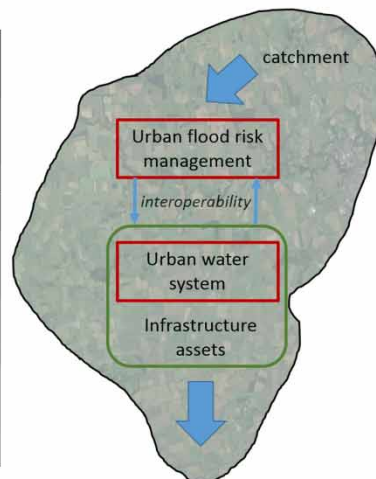 catchment
Urban flood risk
management
interoperability
Urban water
system
Infrastructure
assets